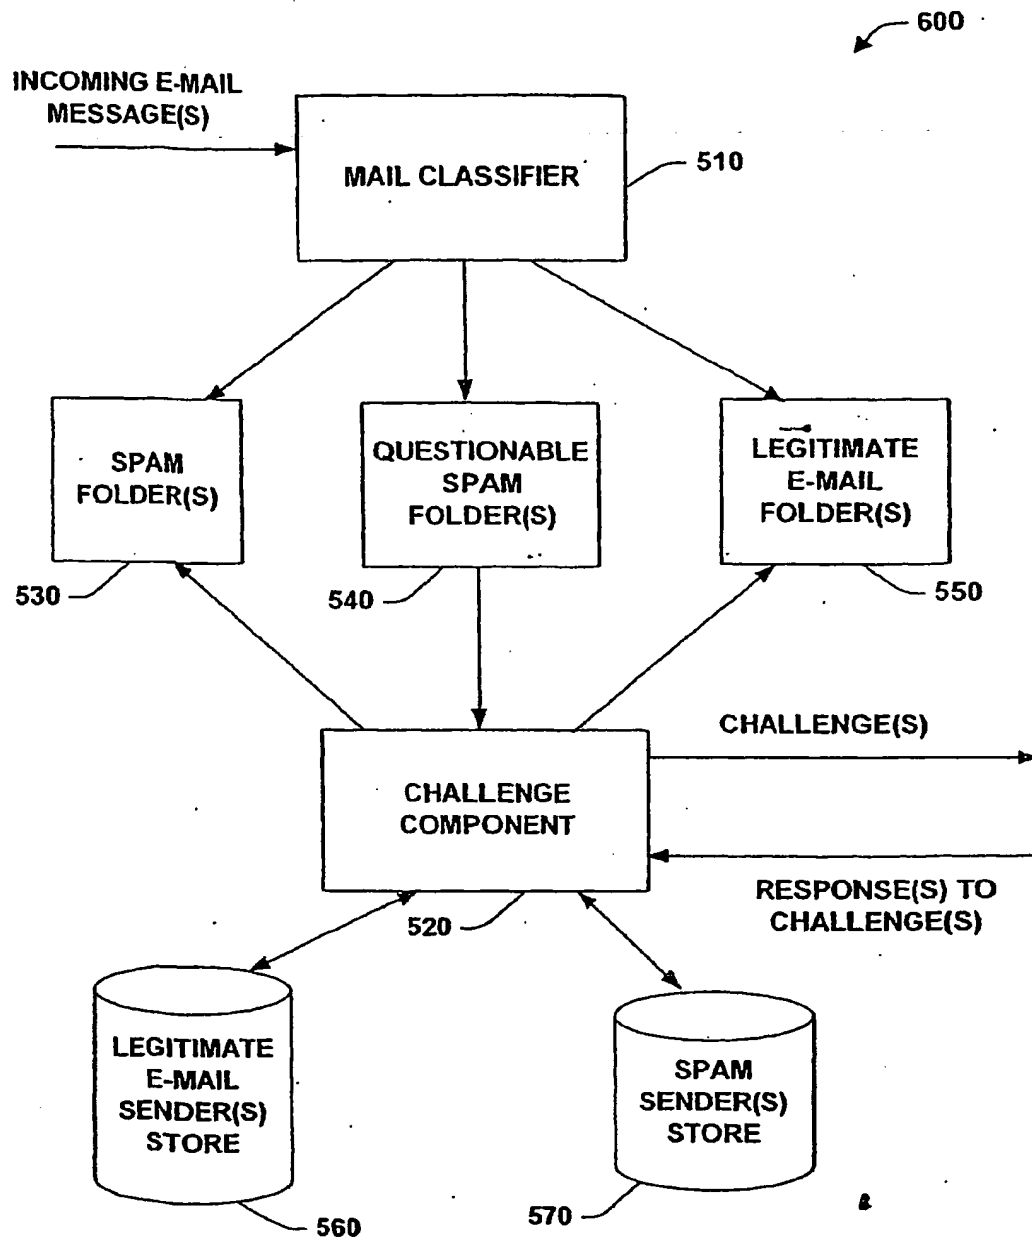 600
INCOMING E-MAIL
MESSAGE(S)
MAIL CLASSIFIER
510
SPAM
FOLDER(S)
530
QUESTIONABLE
SPAM
FOLDER(S)
540
LEGITIMATE
E-MAIL
FOLDER(S)
550
CHALLENGE(S)
CHALLENGE
COMPONENT
520
RESPONSE(S) TO
CHALLENGE(S)
LEGITIMATE
E-MAIL
SENDER(S)
STORE
560
SPAM
SENDER(S)
STORE
570